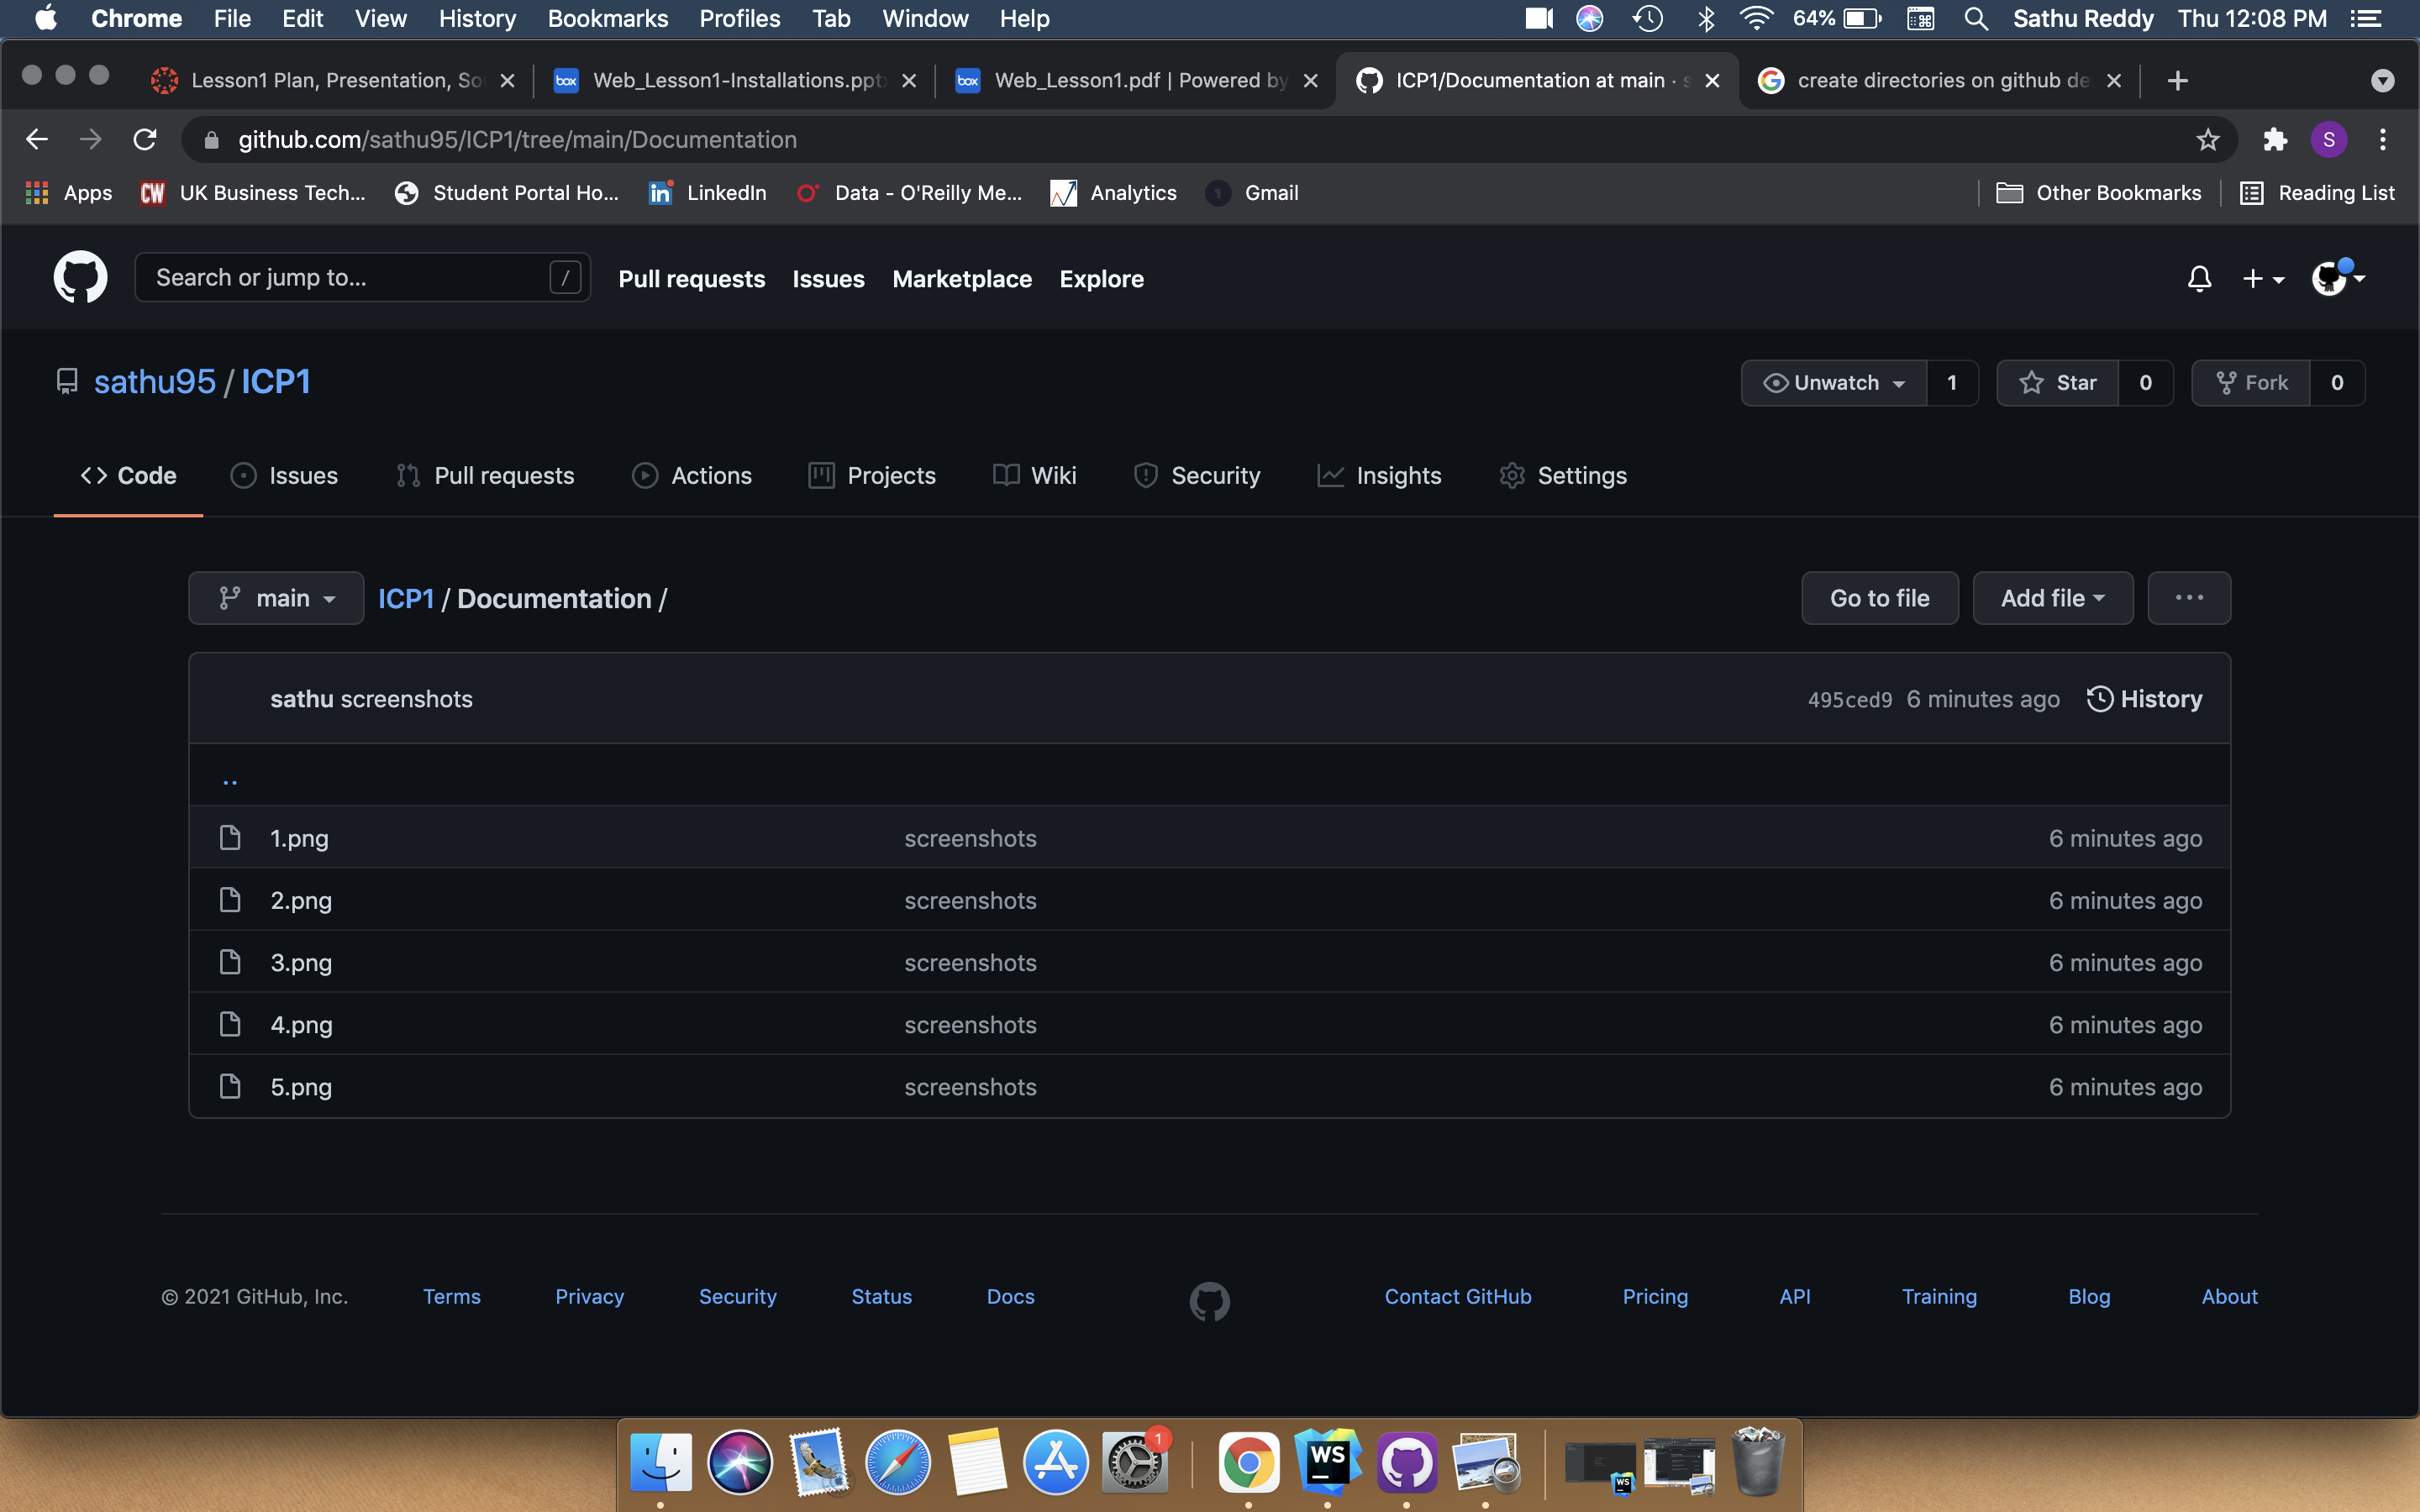 Chrome File Edit View History Bookmarks Profiles Tab Window Help 64% Sathu Reddy Thu 12:08 PM
Lesson1 Plan, Presentation, So box Web_Lesson1-Installations.ppt box Web_Lesson1.pdf | Powered by ICP1/Documentation at main · s create directories on github de
github.com/sathu95/ICP1/tree/main/Documentation S
Apps CW UK Business Tech... Student Portal Ho... in LinkedIn Data - O'Reilly Me... Analytics 1 Gmail Other Bookmarks Reading List
Search or jump to... / Pull requests Issues Marketplace Explore
sathu95 / ICP1 Unwatch 1 Star 0 Fork 0
Code Issues Pull requests Actions Projects Wiki Security Insights Settings
main ICP1 / Documentation / Go to file Add file ...
sathu screenshots 495ced9 6 minutes ago History
..
1.png screenshots 6 minutes ago
2.png screenshots 6 minutes ago
3.png screenshots 6 minutes ago
4.png screenshots 6 minutes ago
5.png screenshots 6 minutes ago
© 2021 GitHub, Inc. Terms Privacy Security Status Docs Contact GitHub Pricing API Training Blog About
1 WS WS